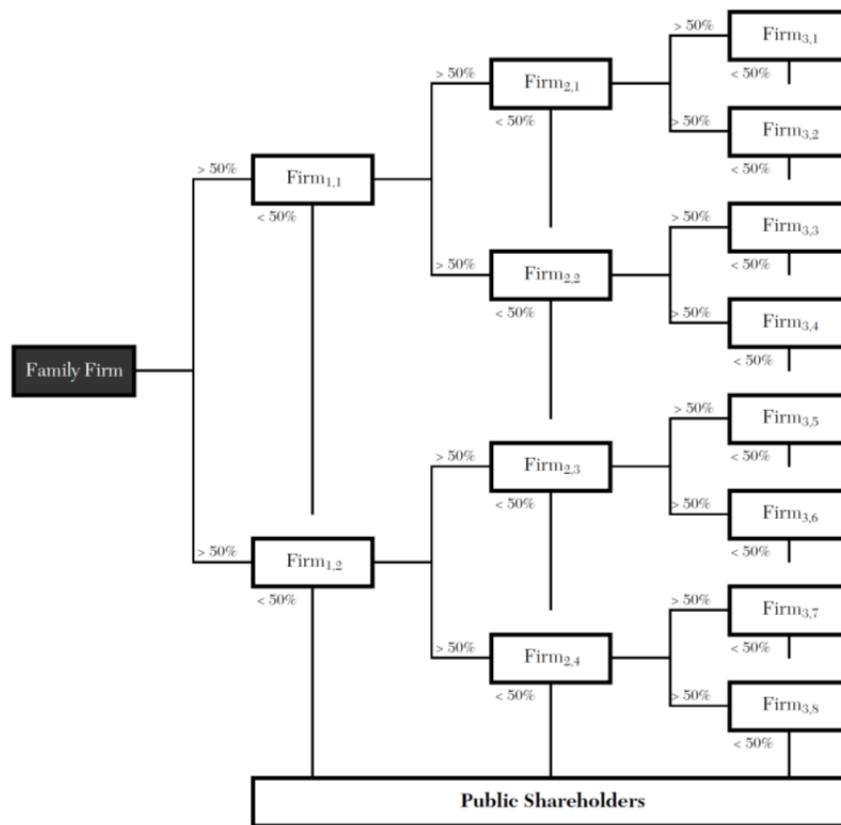 > 50%
Firm3,1
< 50%
> 50%
Firm2,1
< 50%
> 50%
Firm3,2
< 50%
> 50%
Firm1,1
< 50%
> 50%
Firm3,3
< 50%
> 50%
Firm2,2
< 50%
> 50%
Firm3,4
< 50%
Family Firm
> 50%
Firm3,5
< 50%
> 50%
Firm2,3
< 50%
> 50%
Firm3,6
< 50%
> 50%
Firm1,2
< 50%
> 50%
Firm3,7
< 50%
> 50%
Firm2,4
< 50%
> 50%
Firm3,8
< 50%
Public Shareholders